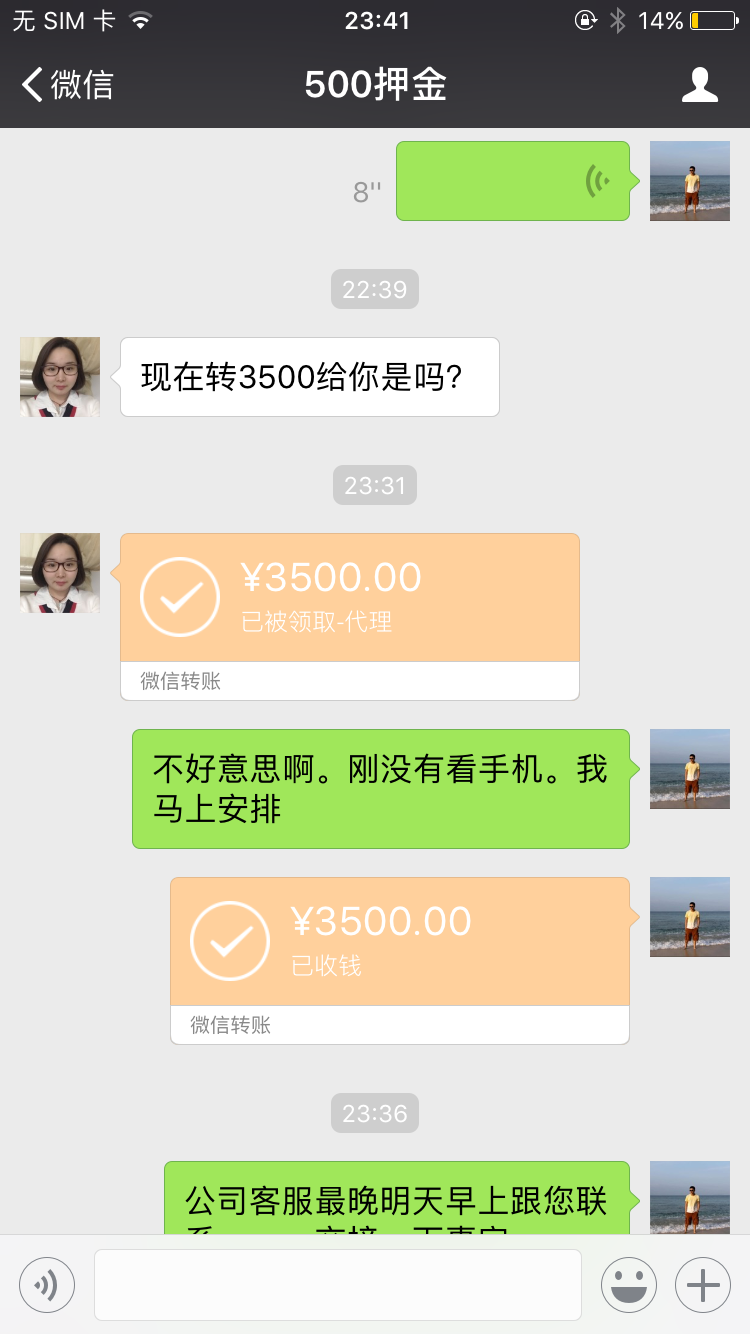 无 SIM 卡
23:41
14%
微信
500押金
8''
22:39
现在转3500给你是吗?
23:31
¥3500.00
已被领取-代理
微信转账
不好意思啊。刚没有看手机。我
马上安排
¥3500.00
已收钱
微信转账
23:36
公司客服最晚明天早上跟您联